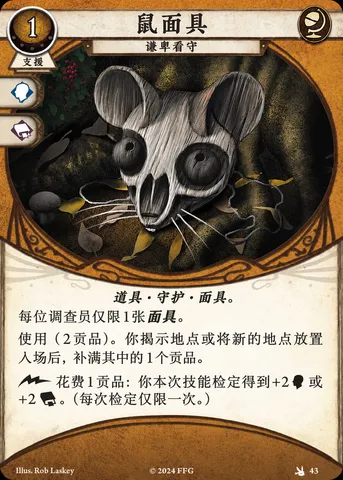 1
鼠面具
支援
谦卑看守
道具·守护·面具。
每位调查员仅限1张面具。
使用（2贡品）。你揭示地点或将新的地点放置
入场后，补满其中的1个贡品。
花费1贡品：你本次技能检定得到+2 或
+2 。（每次检定仅限一次。）
Illus. Rob Laskey © 2024 FFG 43